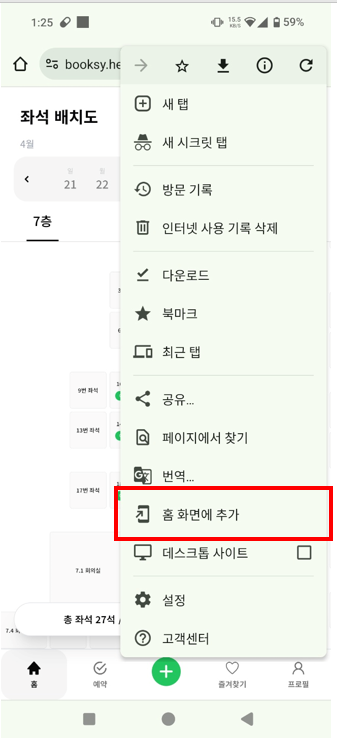 1:25
15.5
KB/S
59%
booksy.he
새 탭
새 시크릿 탭
방문 기록
인터넷 사용 기록 삭제
다운로드
북마크
최근 탭
공유...
페이지에서 찾기
번역...
홈 화면에 추가
데스크톱 사이트
설정
고객센터
좌석 배치도
4월
월
월
21
22
7층
9번 좌석
13번 좌석
17번 좌석
7.1 회의실
총 좌석 27석 /
7.4 회
홈
예약
즐겨찾기
프로필